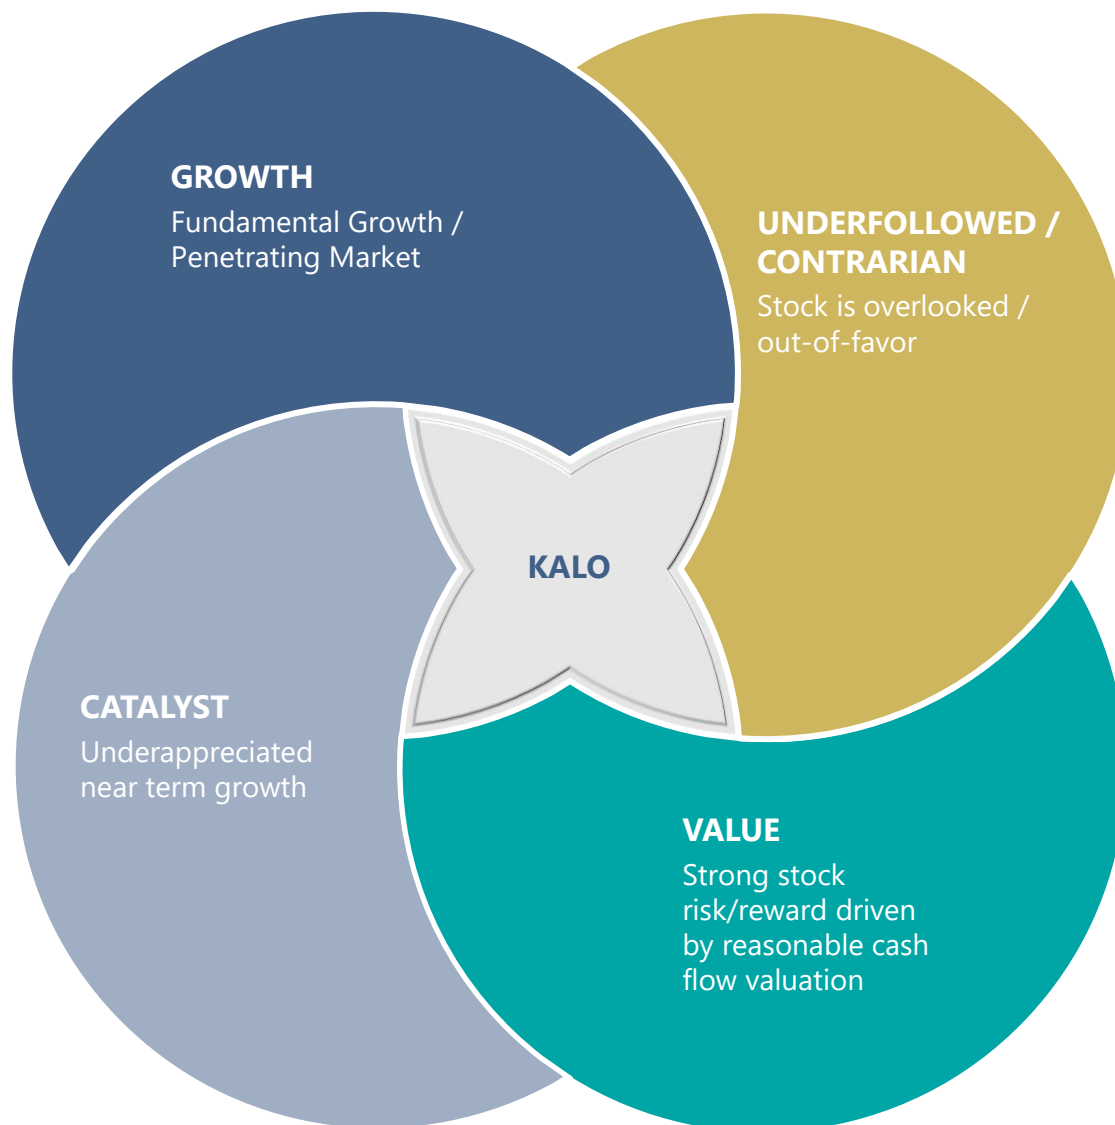 GROWTH
Fundamental Growth /
Penetrating Market
UNDERFOLLOWED /
CONTRARIAN
Stock is overlooked /
out-of-favor
KALO
CATALYST
Underappreciated
near term growth
VALUE
Strong stock
risk/reward driven
by reasonable cash
flow valuation